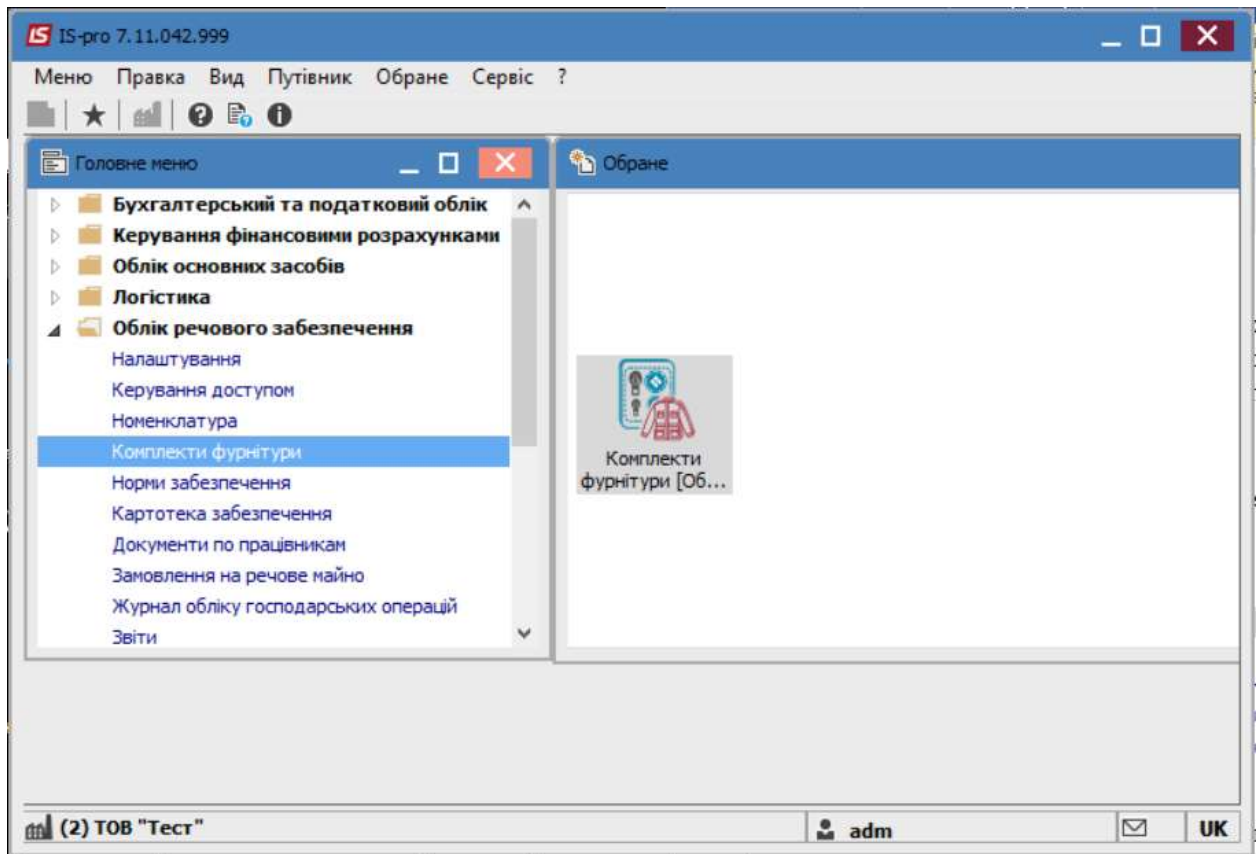 IS IS-pro 7.11.042.999
Меню Правка Вид Путівник Обране Сервіс ?
Головне меню
Обране
Бухгалтерський та податковий облік
Керування фінансовими розрахунками
Облік основних засобів
Логістика
Облік речового забезпечення
Налаштування
Керування доступом
Номенклатура
Комплекти фурнітури
Норми забезпечення
Картотека забезпечення
Документи по працівникам
Замовлення на речове майно
Журнал обліку господарських операцій
Звіти
Комплекти
фурнітури [Об...
(2) ТОВ "Тест"
adm
UK